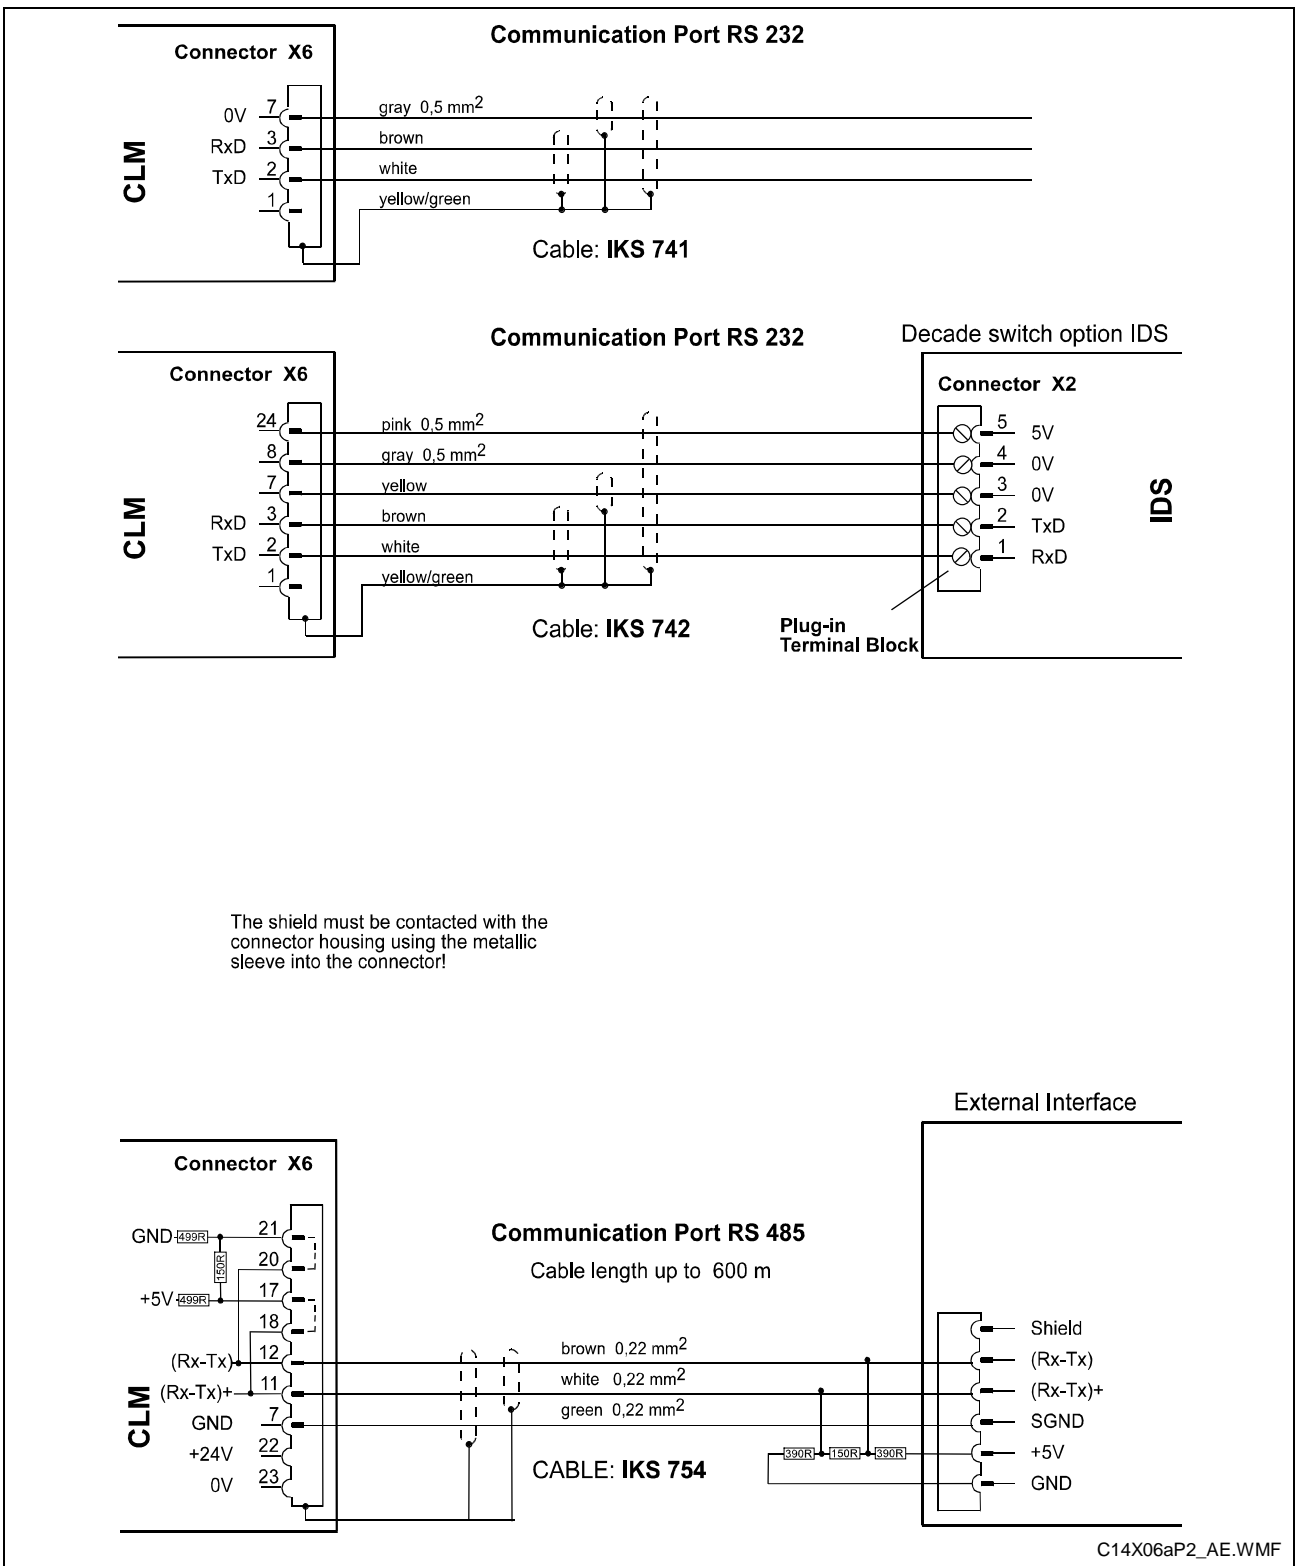 Communication Port RS 232
Connector X6
CLM
0V 7 gray 0,5 mm2
RxD 3 brown
TxD 2 white
1 yellow/green
Cable: IKS 741
Communication Port RS 232
Decade switch option IDS
Connector X6
Connector X2
CLM
IDS
24 pink 0,5 mm2 5 5V
8 gray 0,5 mm2 4 0V
7 yellow 3 0V
RxD 3 brown 2 TxD
TxD 2 white 1 RxD
1 yellow/green
Cable: IKS 742
Plug-in
Terminal Block
The shield must be contacted with the
connector housing using the metallic
sleeve into the connector!
External Interface
Connector X6
Communication Port RS 485
Cable length up to 600 m
CLM
GND 499R 21
150R 20
+5V 499R 17
18
Shield
(Rx-Tx) 12 brown 0,22 mm2 (Rx-Tx)
(Rx-Tx)+ 11 white 0,22 mm2 (Rx-Tx)+
GND 7 green 0,22 mm2 SGND
+24V 22 390R 150R 390R +5V
0V 23 GND
CABLE: IKS 754
C14X06aP2_AE.WMF